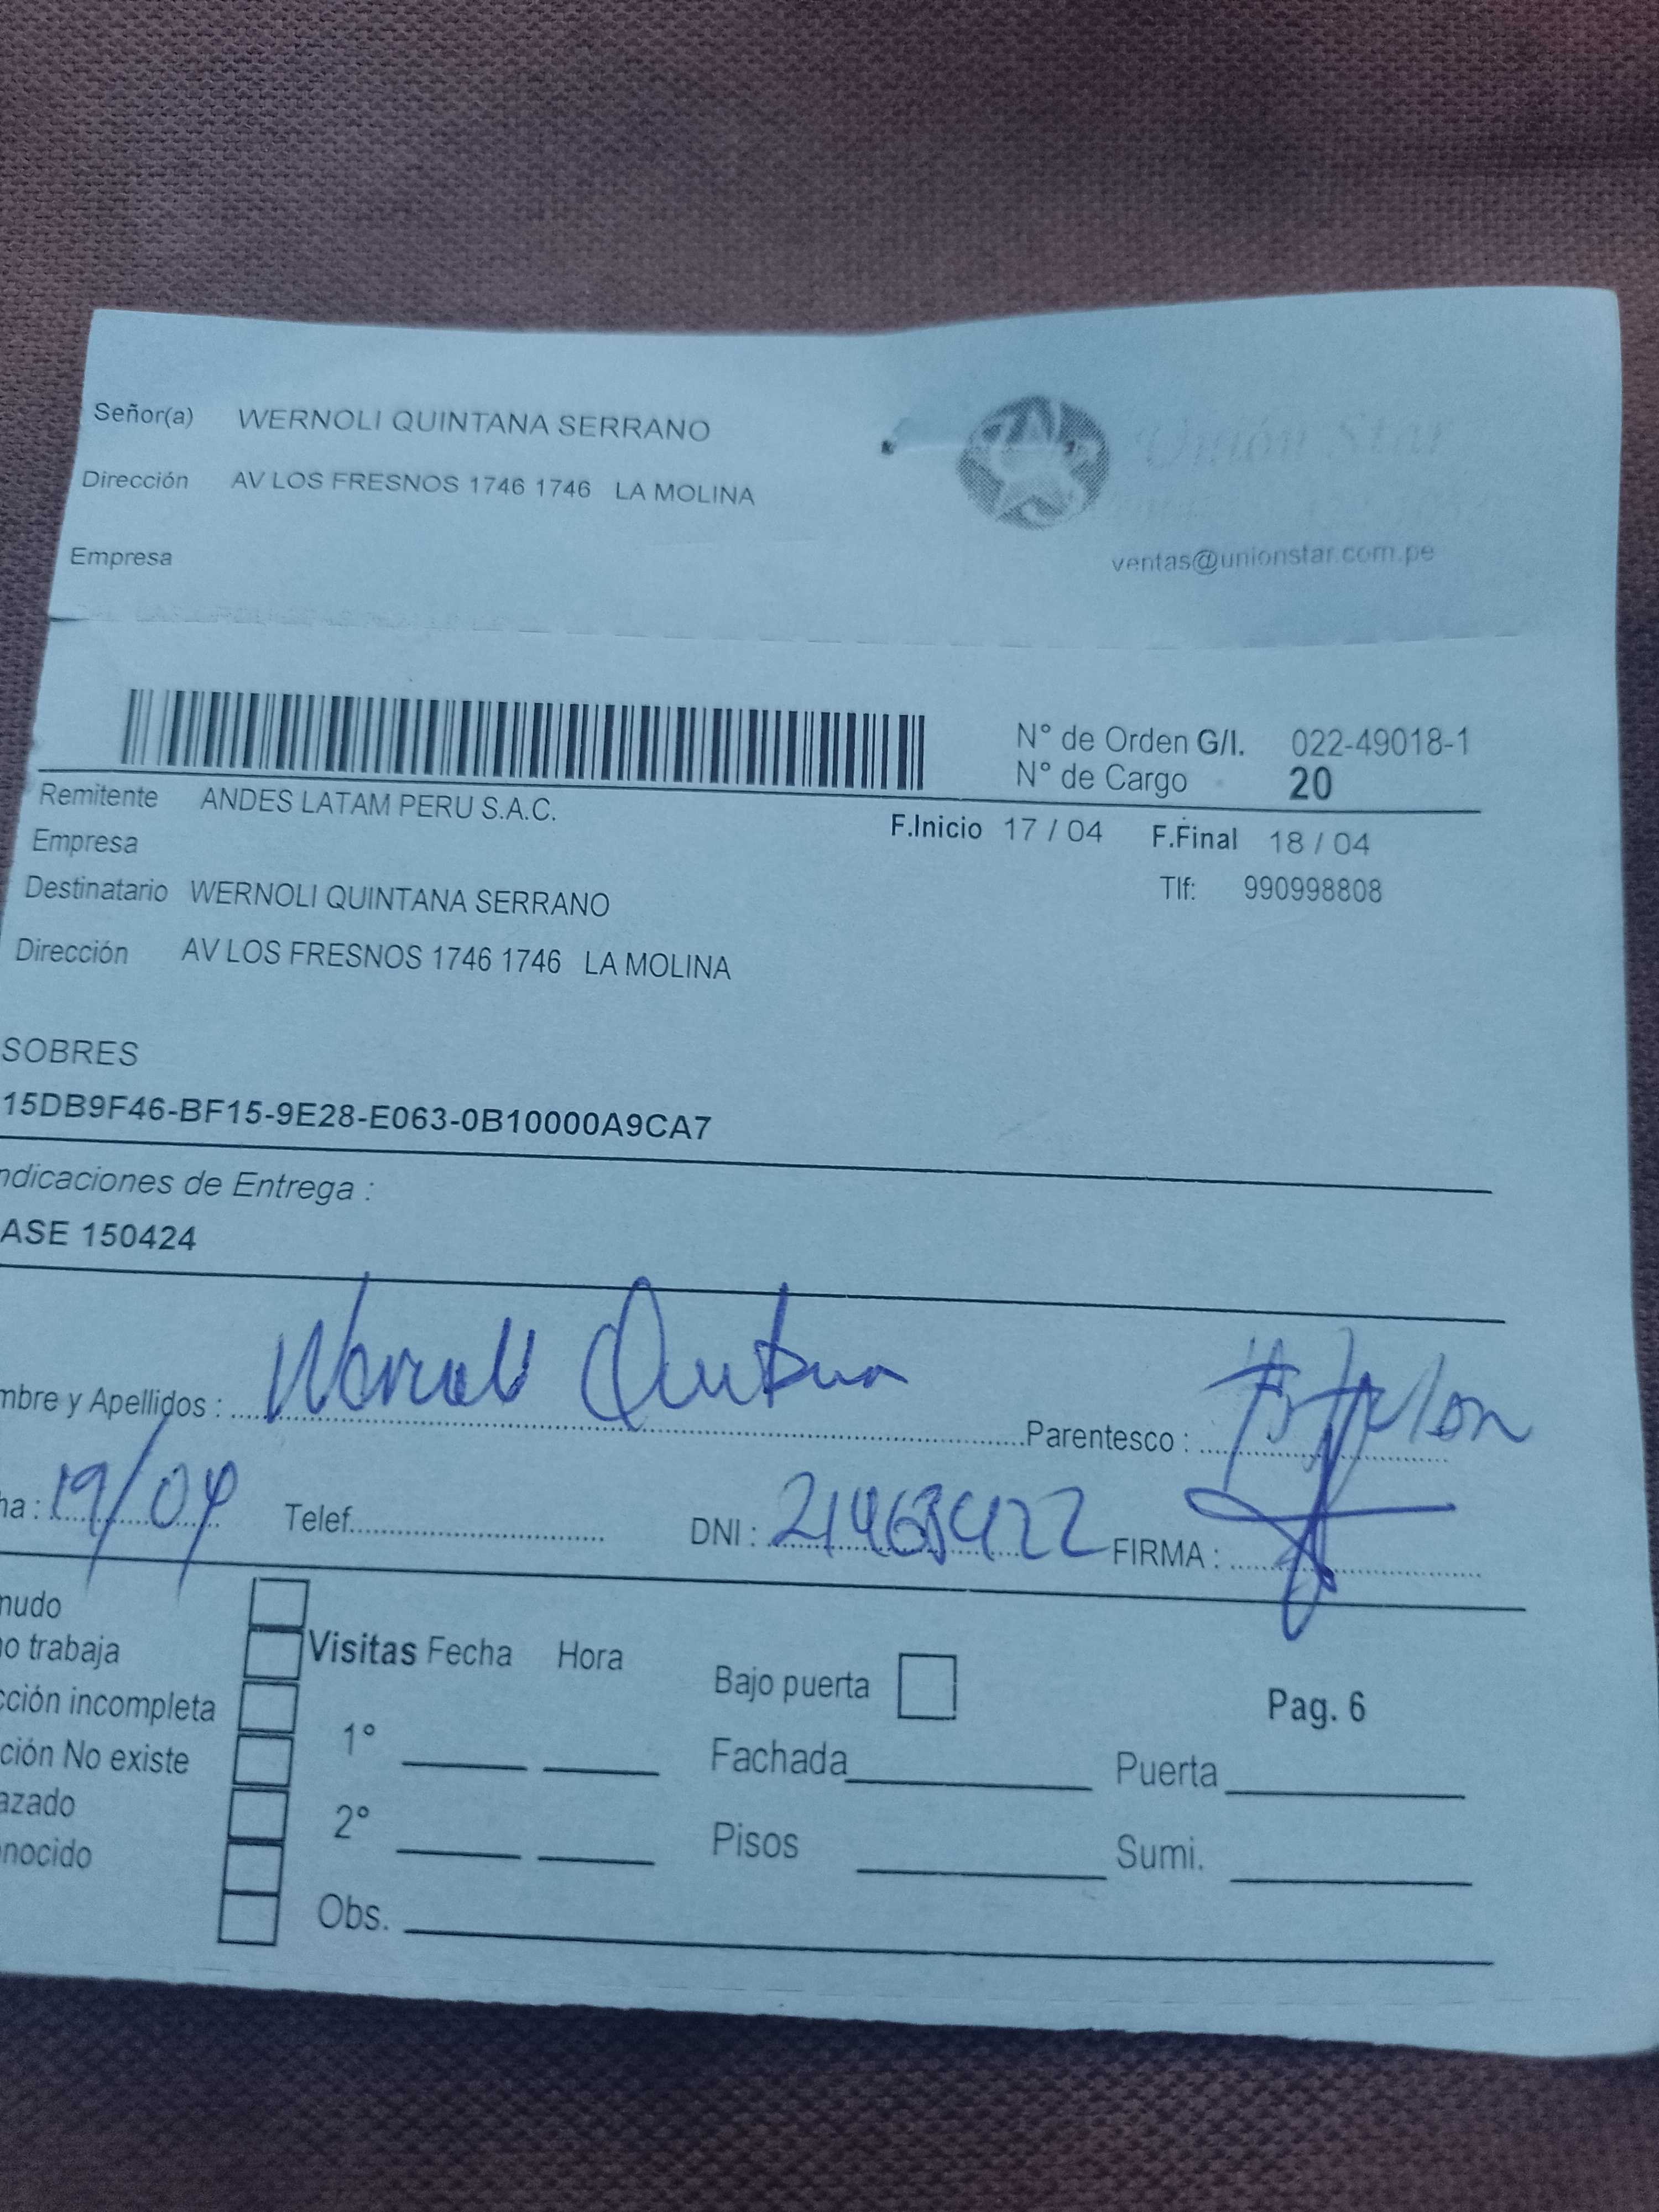 Señor(a) WERNOLI QUINTANA SERRANO
Dirección AV LOS FRESNOS 1746 1746 LA MOLINA
Unión Star
Empresa
ventas@unionstar.com.pe
N° de Orden G/I. 022-49018-1
N° de Cargo 20
Remitente ANDES LATAM PERU S.A.C.
F.Inicio 17 / 04 F.Final 18 / 04
Empresa
Destinatario WERNOLI QUINTANA SERRANO
Tlf: 990998808
Dirección AV LOS FRESNOS 1746 1746 LA MOLINA
SOBRES
15DB9F46-BF15-9E28-E063-0B10000A9CA7
ndicaciones de Entrega :
ASE 150424
mbre y Apellidos : Quintana Parentesco :
ha : 19/04 Telef. DNI : FIRMA :
nudo
no trabaja
Visitas Fecha Hora
Bajo puerta
Pag. 6
cción incompleta
1°
Fachada Puerta
ción No existe
azado
2°
Pisos Sumi.
nocido
Obs.